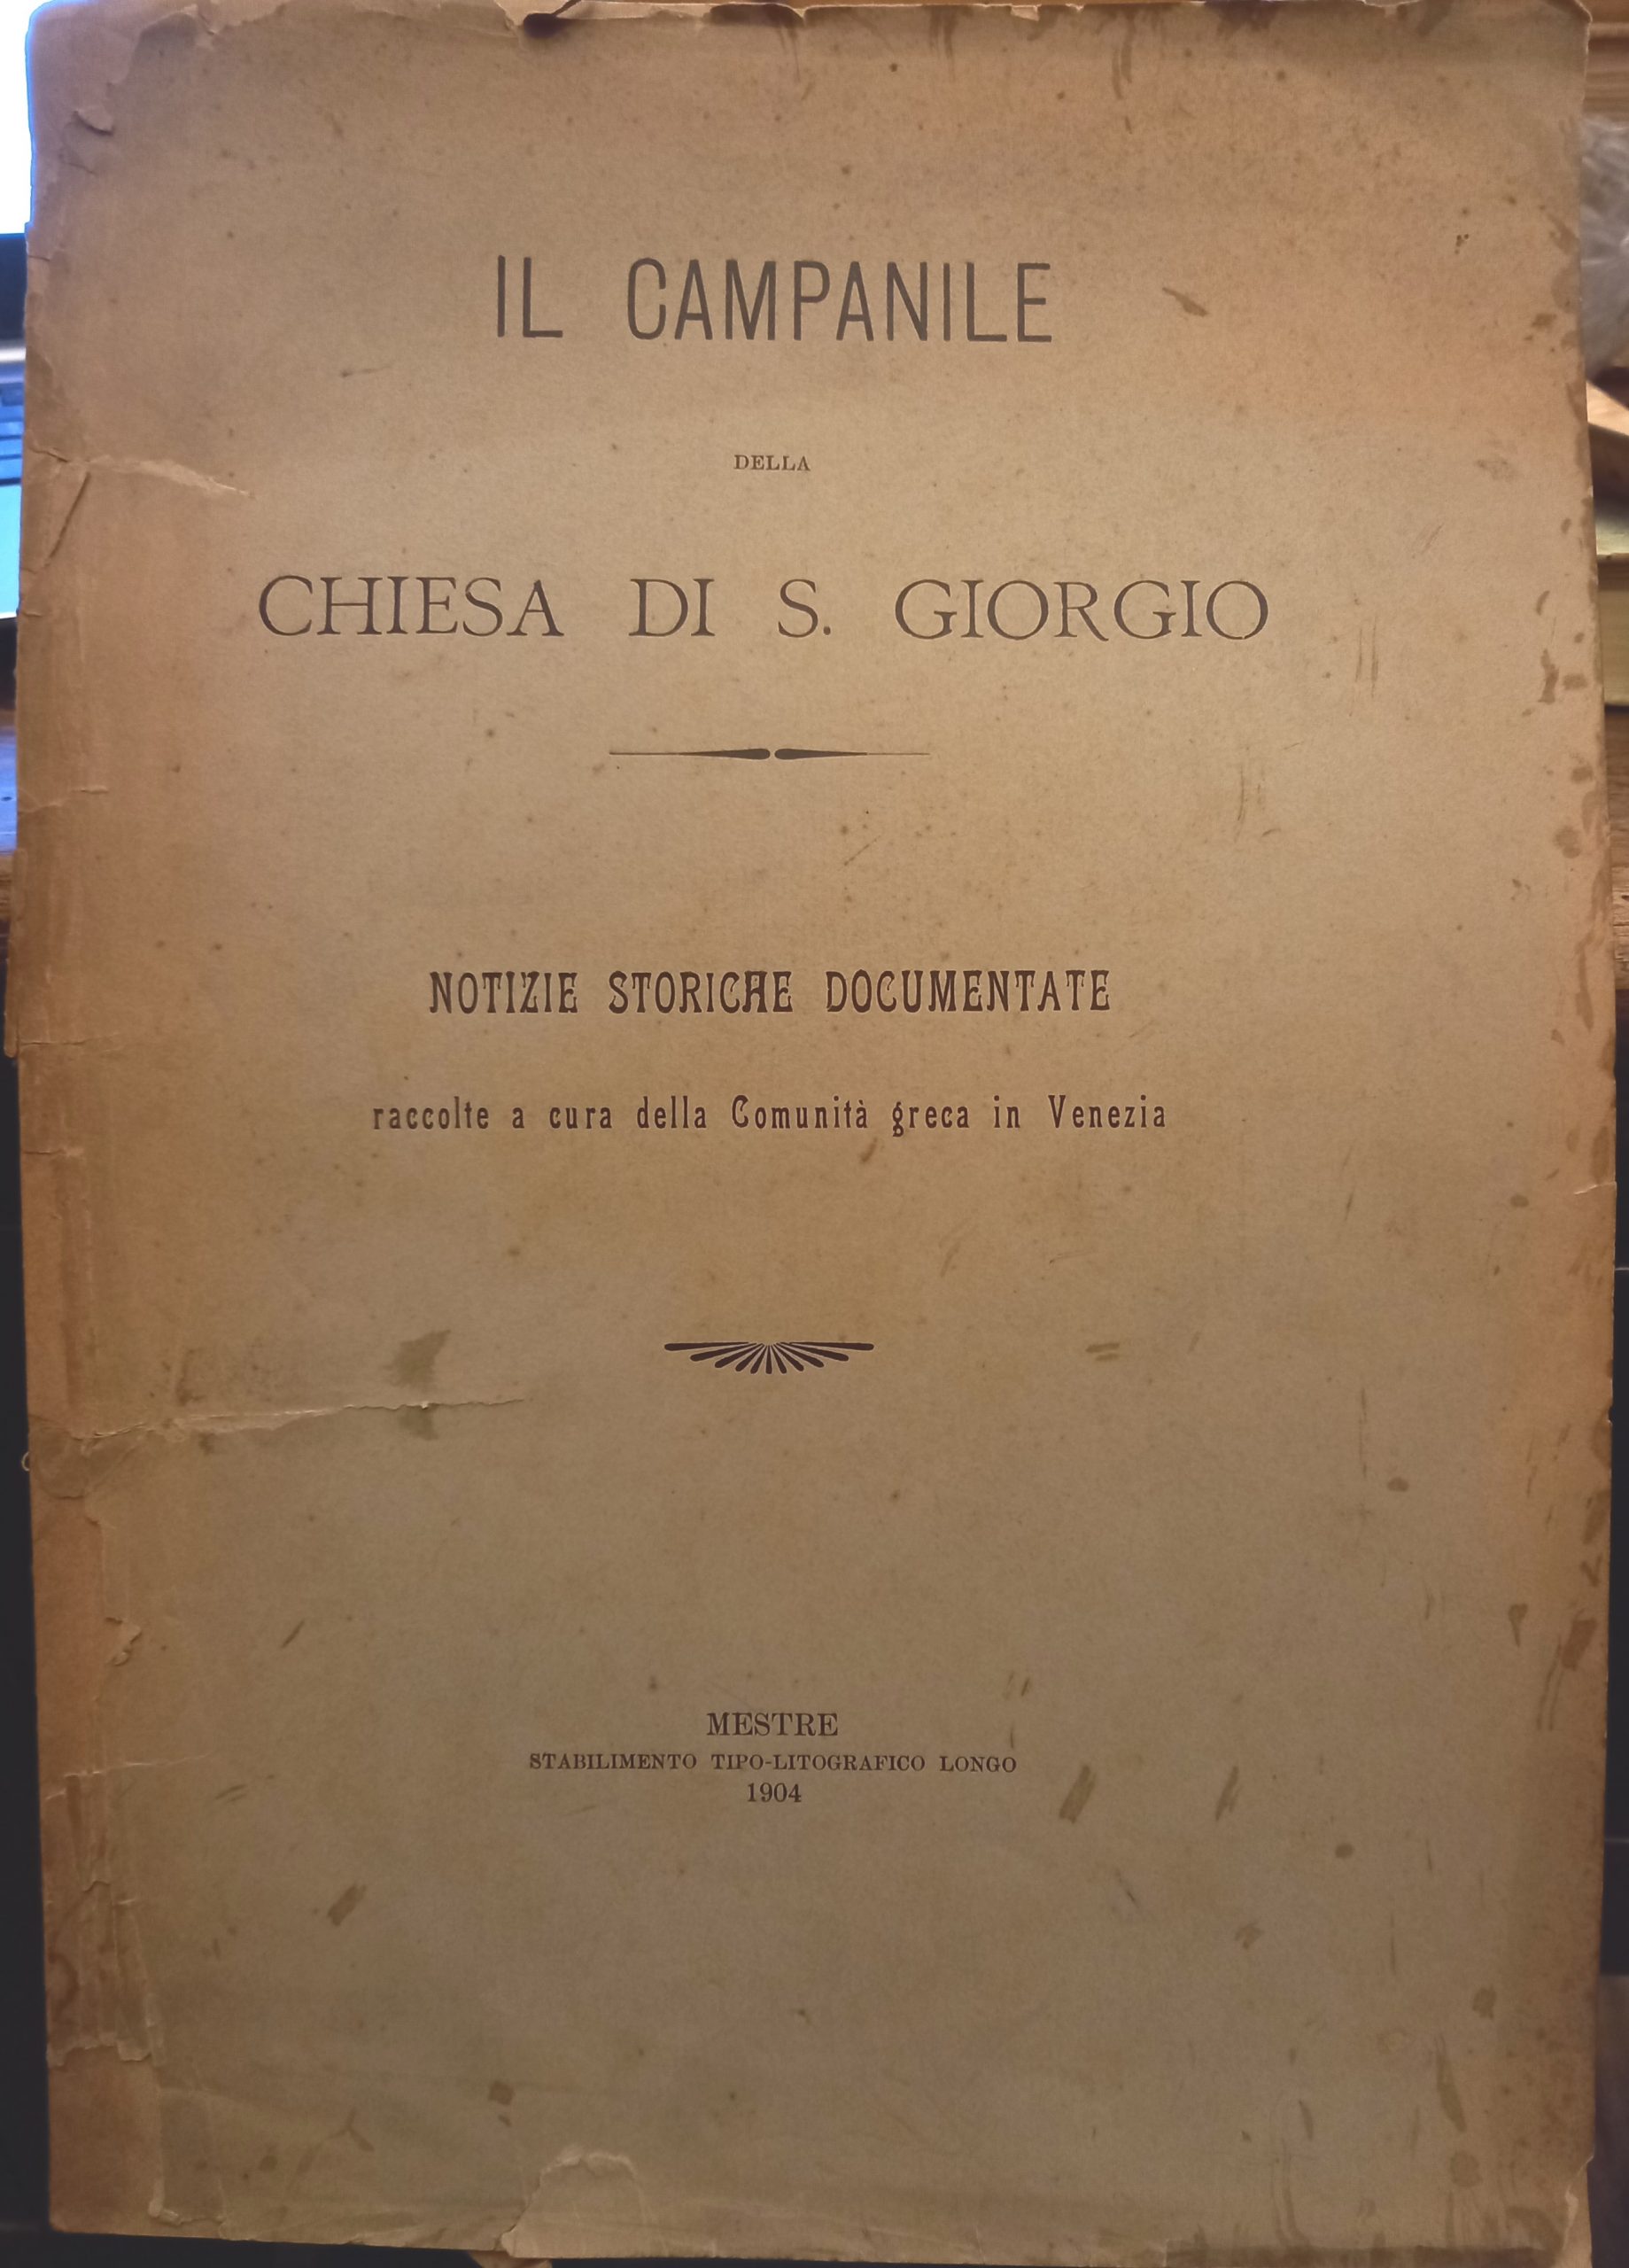 IL CAMPANILE
DELLA
CHIESA DI S. GIORGIO
NOTIZIE STORICHE DOCUMENTATE
raccolte a cura della Comunità greca in Venezia
MESTRE
STABILIMENTO TIPO-LITOGRAFICO LONGO
1904